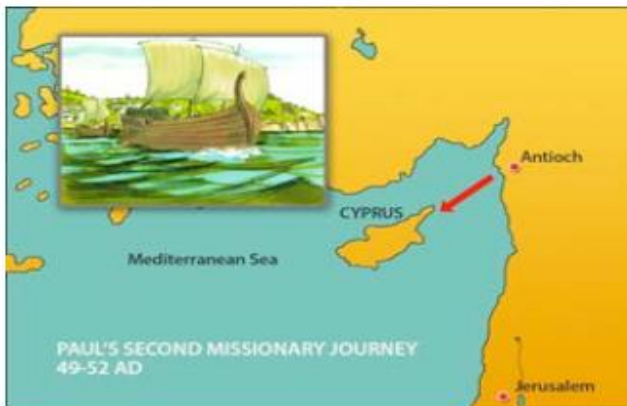 Antioch
CYPRUS
Mediterranean Sea
PAUL'S SECOND MISSIONARY JOURNEY
49-52 AD
Jerusalem